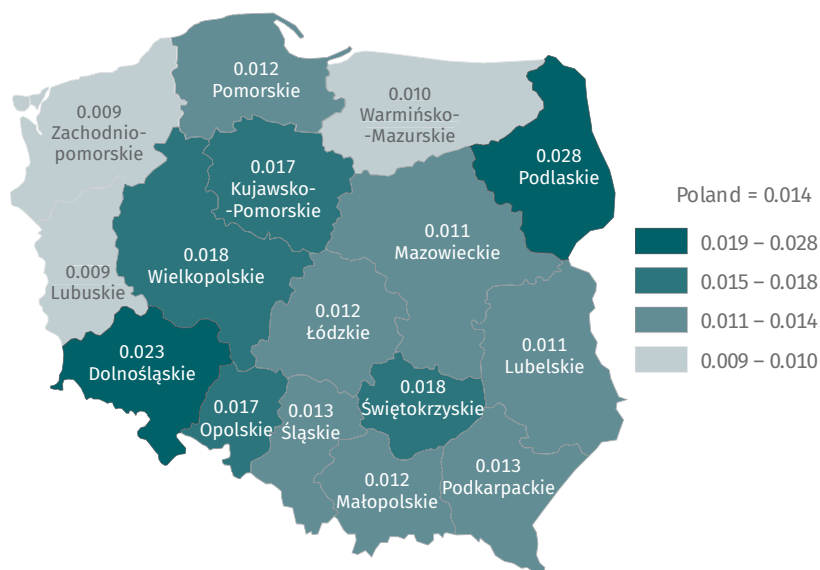 0.012
Pomorskie
0.010
Warmińsko-
-Mazurskie
0.009
Zachodnio-
pomorskie
0.028
Podlaskie
0.017
Kujawsko-
-Pomorskie
0.011
Mazowieckie
0.018
Wielkopolskie
0.009
Lubuskie
0.012
Łódzkie
0.011
Lubelskie
0.023
Dolnośląskie
0.018
Świętokrzyskie
0.017
Opolskie
0.013
Śląskie
0.012
Małopolskie
0.013
Podkarpackie
Poland = 0.014
0.019 – 0.028
0.015 – 0.018
0.011 – 0.014
0.009 – 0.010